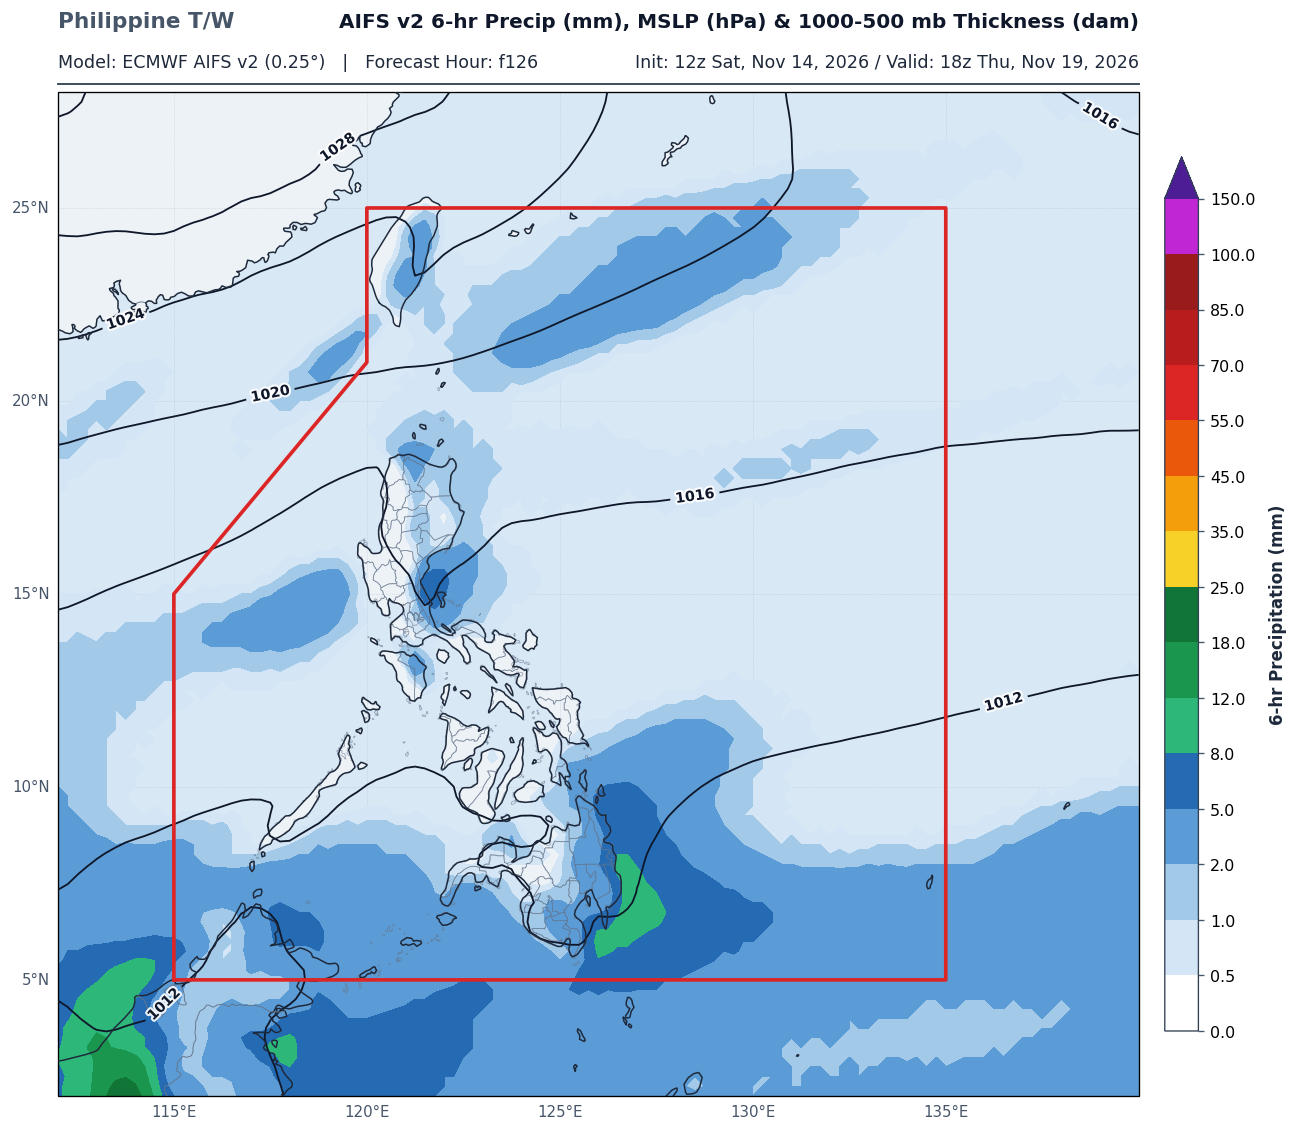 Philippine T/W
AIFS v2 6-hr Precip (mm), MSLP (hPa) & 1000-500 mb Thickness (dam)
Model: ECMWF AIFS v2 (0.25°) | Forecast Hour: f126
Init: 12z Sat, Nov 14, 2026 / Valid: 18z Thu, Nov 19, 2026
1016
1028
1024
1020
1016
1012
1012
25°N
20°N
15°N
10°N
5°N
115°E
120°E
125°E
130°E
135°E
150.0
100.0
85.0
70.0
55.0
45.0
35.0
25.0
18.0
12.0
8.0
5.0
2.0
1.0
0.5
0.0
6-hr Precipitation (mm)